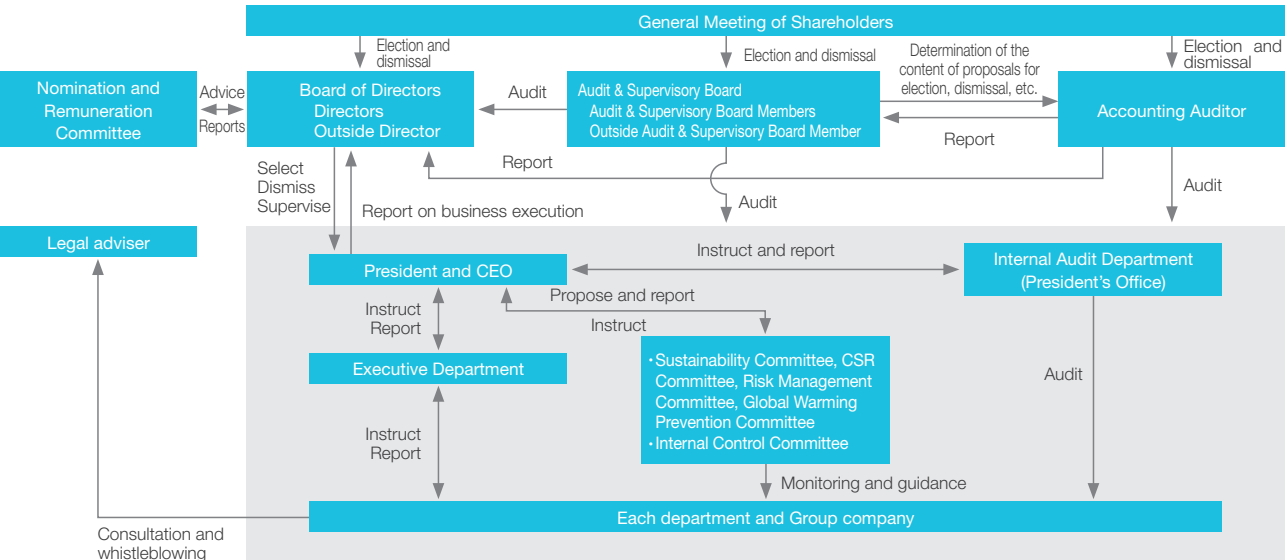 General Meeting of Shareholders
Election and
dismissal
Election and dismissal
Determination of the
content of proposals for
election, dismissal, etc.
Election and
dismissal
Nomination and
Remuneration
Committee
Advice
Reports
Board of Directors
Directors
Outside Director
Audit
Audit & Supervisory Board
Audit & Supervisory Board Members
Outside Audit & Supervisory Board Member
Report
Accounting Auditor
Report
Select
Dismiss
Supervise
Report on business execution
Audit
Audit
Legal adviser
President and CEO
Instruct and report
Internal Audit Department
(President's Office)
Propose and report
Instruct
Instruct
Report
Executive Department
・Sustainability Committee, CSR
Committee, Risk Management
Committee, Global Warming
Prevention Committee
・Internal Control Committee
Audit
Instruct
Report
Monitoring and guidance
Each department and Group company
Consultation and
whistleblowing